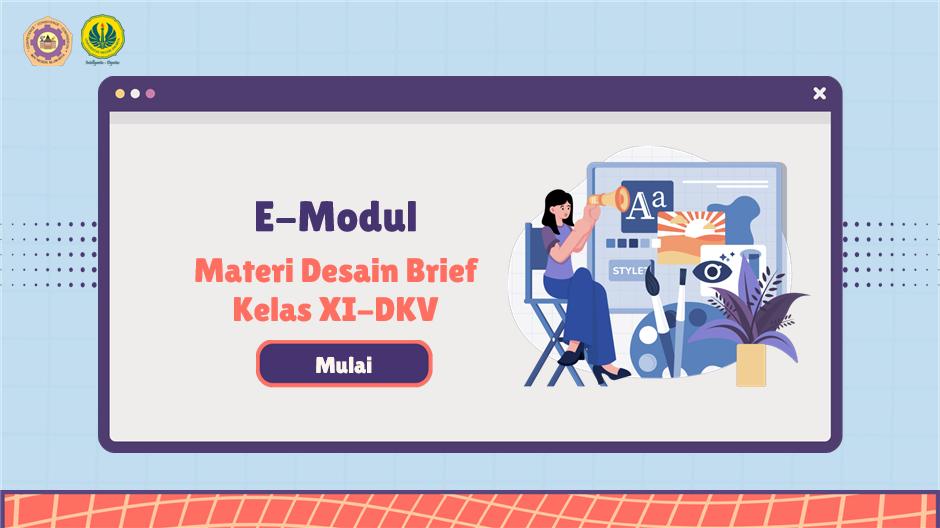 E-Modul
Materi Desain Brief
Kelas XI-DKV
Mulai
Aa
STYLE